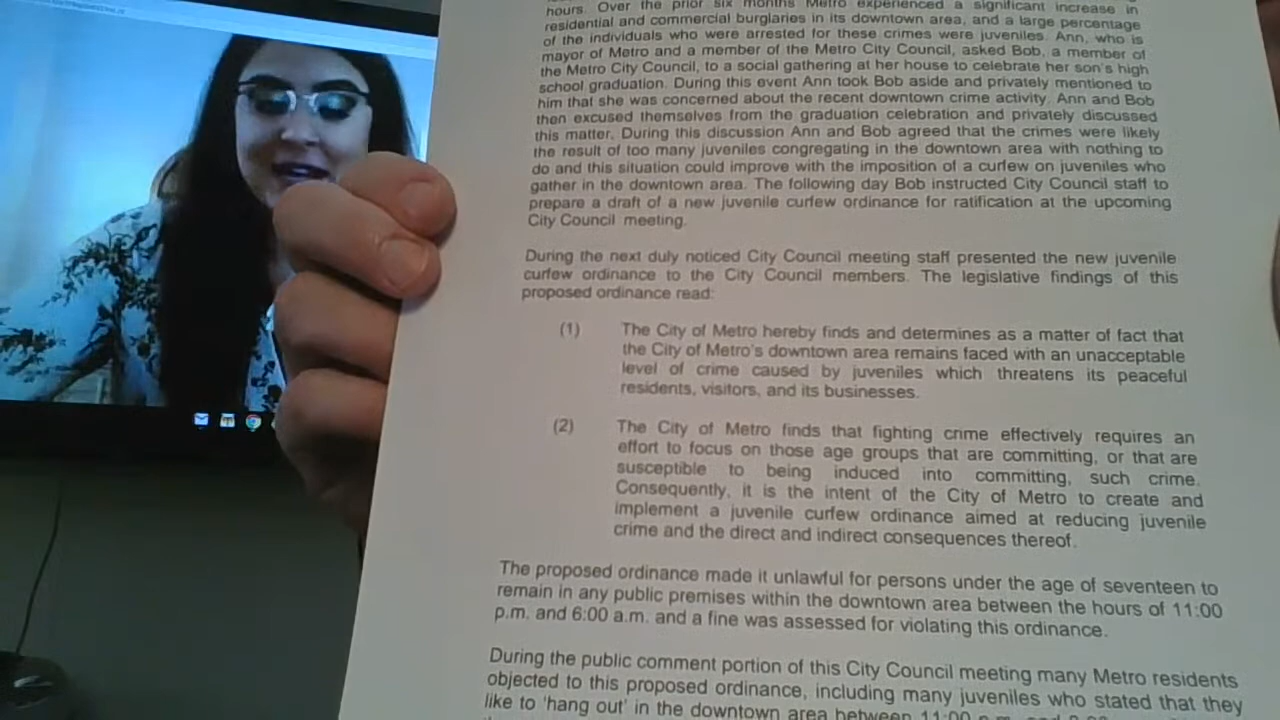 hours. Over the prior six months Metro experienced a significant increase in
residential and commercial burglaries in its downtown area, and a large percentage
of the individuals who were arrested for these crimes were juveniles. Ann, who is
mayor of Metro and a member of the Metro City Council, asked Bob, a member of
the Metro City Council, to a social gathering at her house to celebrate her son's high
school graduation. During this event Ann took Bob aside and privately mentioned to
him that she was concerned about the recent downtown crime activity. Ann and Bob
then excused themselves from the graduation celebration and privately discussed
this matter. During this discussion Ann and Bob agreed that the crimes were likely
the result of too many juveniles congregating in the downtown area with nothing to
do and this situation could improve with the imposition of a curfew on juveniles who
gather in the downtown area. The following day Bob instructed City Council staff to
prepare a draft of a new juvenile curfew ordinance for ratification at the upcoming
City Council meeting.
During the next duly noticed City Council meeting staff presented the new juvenile
curfew ordinance to the City Council members. The legislative findings of this
proposed ordinance read:
(1) The City of Metro hereby finds and determines as a matter of fact that
the City of Metro's downtown area remains faced with an unacceptable
level of crime caused by juveniles which threatens its peaceful
residents, visitors, and its businesses.
(2) The City of Metro finds that fighting crime effectively requires an
effort to focus on those age groups that are committing, or that are
susceptible to being induced into committing, such crime.
Consequently, it is the intent of the City of Metro to create and
implement a juvenile curfew ordinance aimed at reducing juvenile
crime and the direct and indirect consequences thereof.
The proposed ordinance made it unlawful for persons under the age of seventeen to
remain in any public premises within the downtown area between the hours of 11:00
p.m. and 6:00 a.m. and a fine was assessed for violating this ordinance.
During the public comment portion of this City Council meeting many Metro residents
objected to this proposed ordinance, including many juveniles who stated that they
like to 'hang out' in the downtown area between 11:00